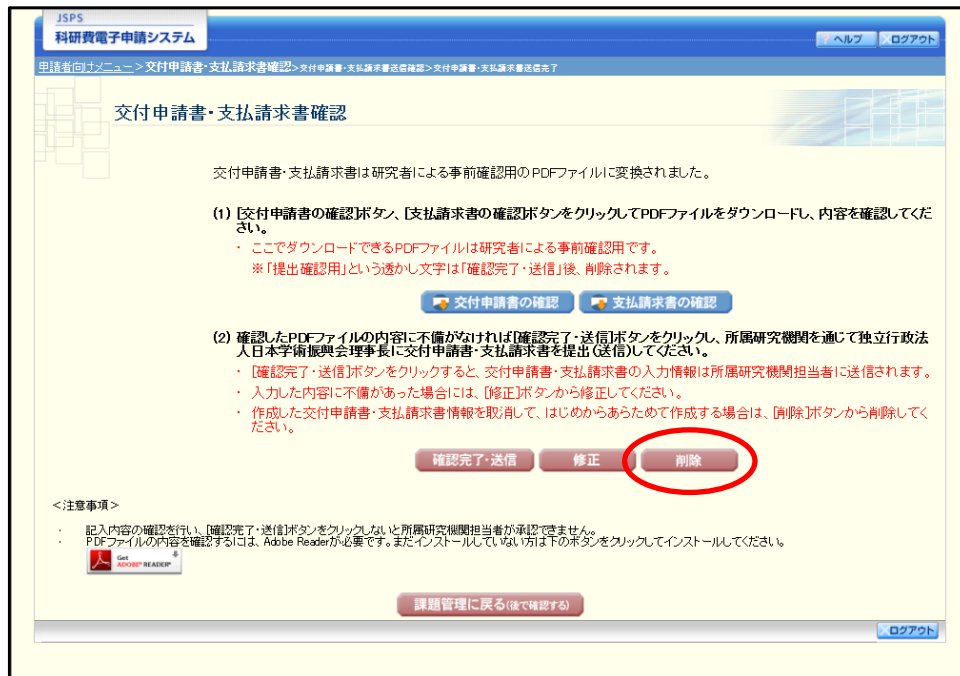 JSPS
科研費電子申請システム
ヘルプ
ログアウト
申請者向けメニュー>交付申請書・支払請求書確認>交付申請書・支払請求書送信確認>交付申請書・支払請求書送信完了
交付申請書・支払請求書確認
交付申請書・支払請求書は研究者による事前確認用のPDFファイルに変換されました。
(1) [交付申請書の確認]ボタン、[支払請求書の確認]ボタンをクリックしてPDFファイルをダウンロードし、内容を確認してくだ
さい。
・ ここでダウンロードできるPDFファイルは研究者による事前確認用です。
※「提出確認用」という透かし文字は「確認完了・送信」後、削除されます。
交付申請書の確認
支払請求書の確認
(2) 確認したPDFファイルの内容に不備がなければ[確認完了・送信]ボタンをクリックし、所属研究機関を通じて独立行政法
人日本学術振興会理事長に交付申請書・支払請求書を提出(送信)してください。
・ [確認完了・送信]ボタンをクリックすると、交付申請書・支払請求書の入力情報は所属研究機関担当者に送信されます。
・ 入力した内容に不備があった場合には、[修正]ボタンから修正してください。
・ 作成した交付申請書・支払請求書情報を取消して、はじめからあらためて作成する場合は、[削除]ボタンから削除してく
ださい。
確認完了・送信
修正
削除
<注意事項>
・ 記入内容の確認を行い、[確認完了・送信]ボタンをクリックしないと所属研究機関担当者が承認できません。
・ PDFファイルの内容を確認するには、Adobe Readerが必要です。まだインストールしていない方は下のボタンをクリックしてインストールしてください。
Get
ADOBE® READER®
課題管理に戻る(後で確認する)
ログアウト